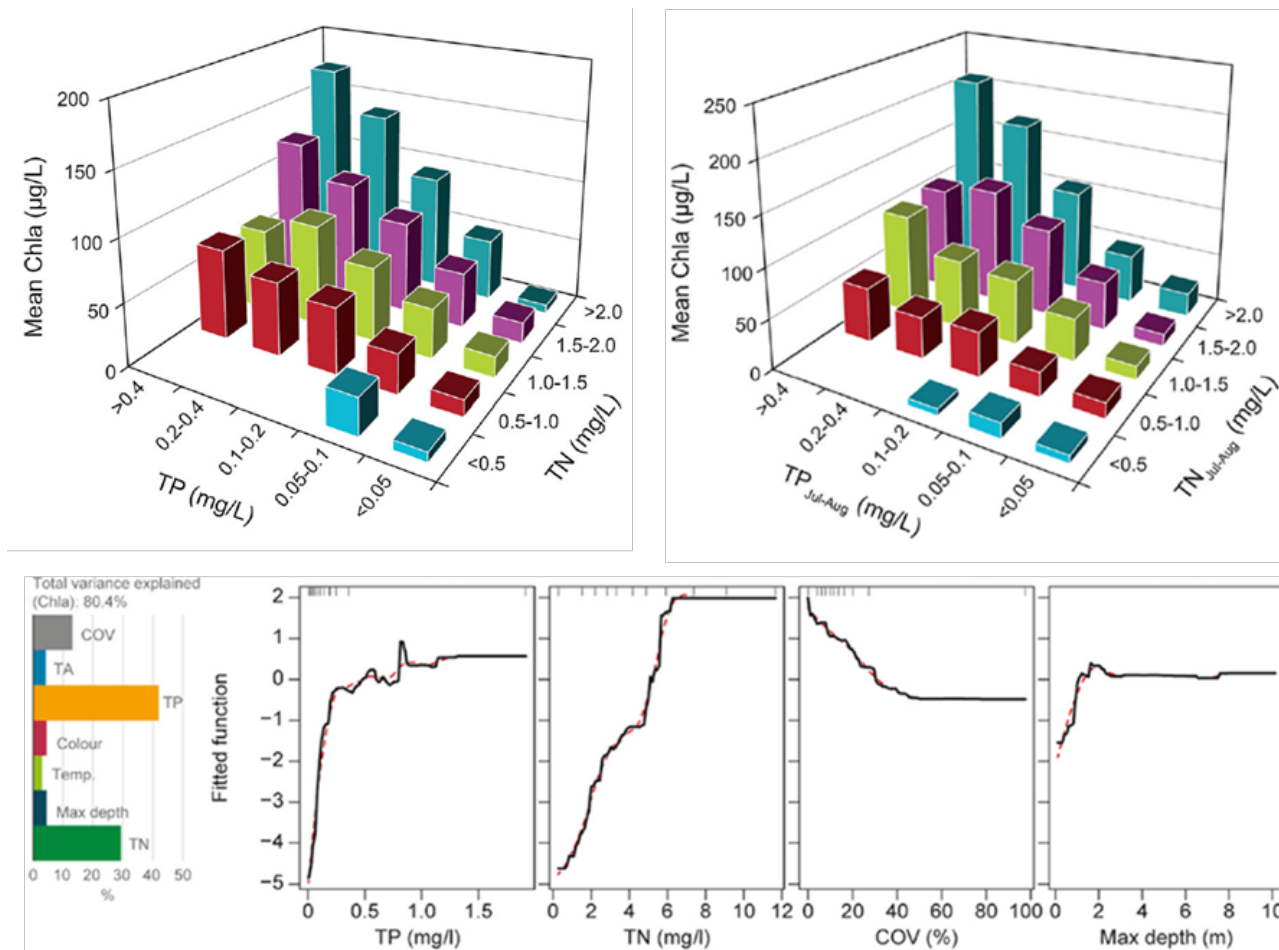 200
150
100
50
0
Mean Chla (µg/L)
>0.4
0.2-0.4
0.1-0.2
0.05-0.1
<0.05
TP (mg/L)
<0.5
0.5-1.0
1.0-1.5
1.5-2.0
>2.0
TN (mg/L)
250
200
150
100
50
0
Mean Chla (µg/L)
>0.4
0.2-0.4
0.1-0.2
0.05-0.1
<0.05
TP Jul-Aug (mg/L)
<0.5
0.5-1.0
1.0-1.5
1.5-2.0
>2.0
TN Jul-Aug (mg/L)
Total variance explained
(Chla): 80.4%
COV
TA
TP
Colour
Temp.
Max depth
TN
0 10 20 30 40 50
%
Fitted function
2
1
0
−1
−2
−3
−4
−5
0 0.5 1.0 1.5
TP (mg/l)
0 2 4 6 8 10 12
TN (mg/l)
0 20 40 60 80 100
COV (%)
0 2 4 6 8 10
Max depth (m)